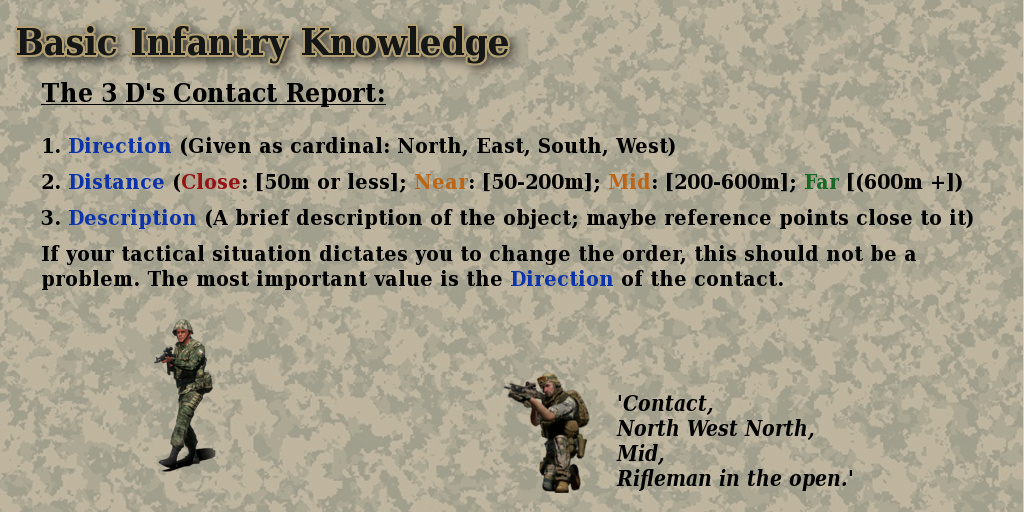 Basic Infantry Knowledge
The 3 D's Contact Report:
1. Direction (Given as cardinal: North, East, South, West)
2. Distance (Close: [50m or less]; Near: [50-200m]; Mid: [200-600m]; Far [(600m +])
3. Description (A brief description of the object; maybe reference points close to it)
If your tactical situation dictates you to change the order, this should not be a
problem. The most important value is the Direction of the contact.
'Contact,
North West North,
Mid,
Rifleman in the open.'